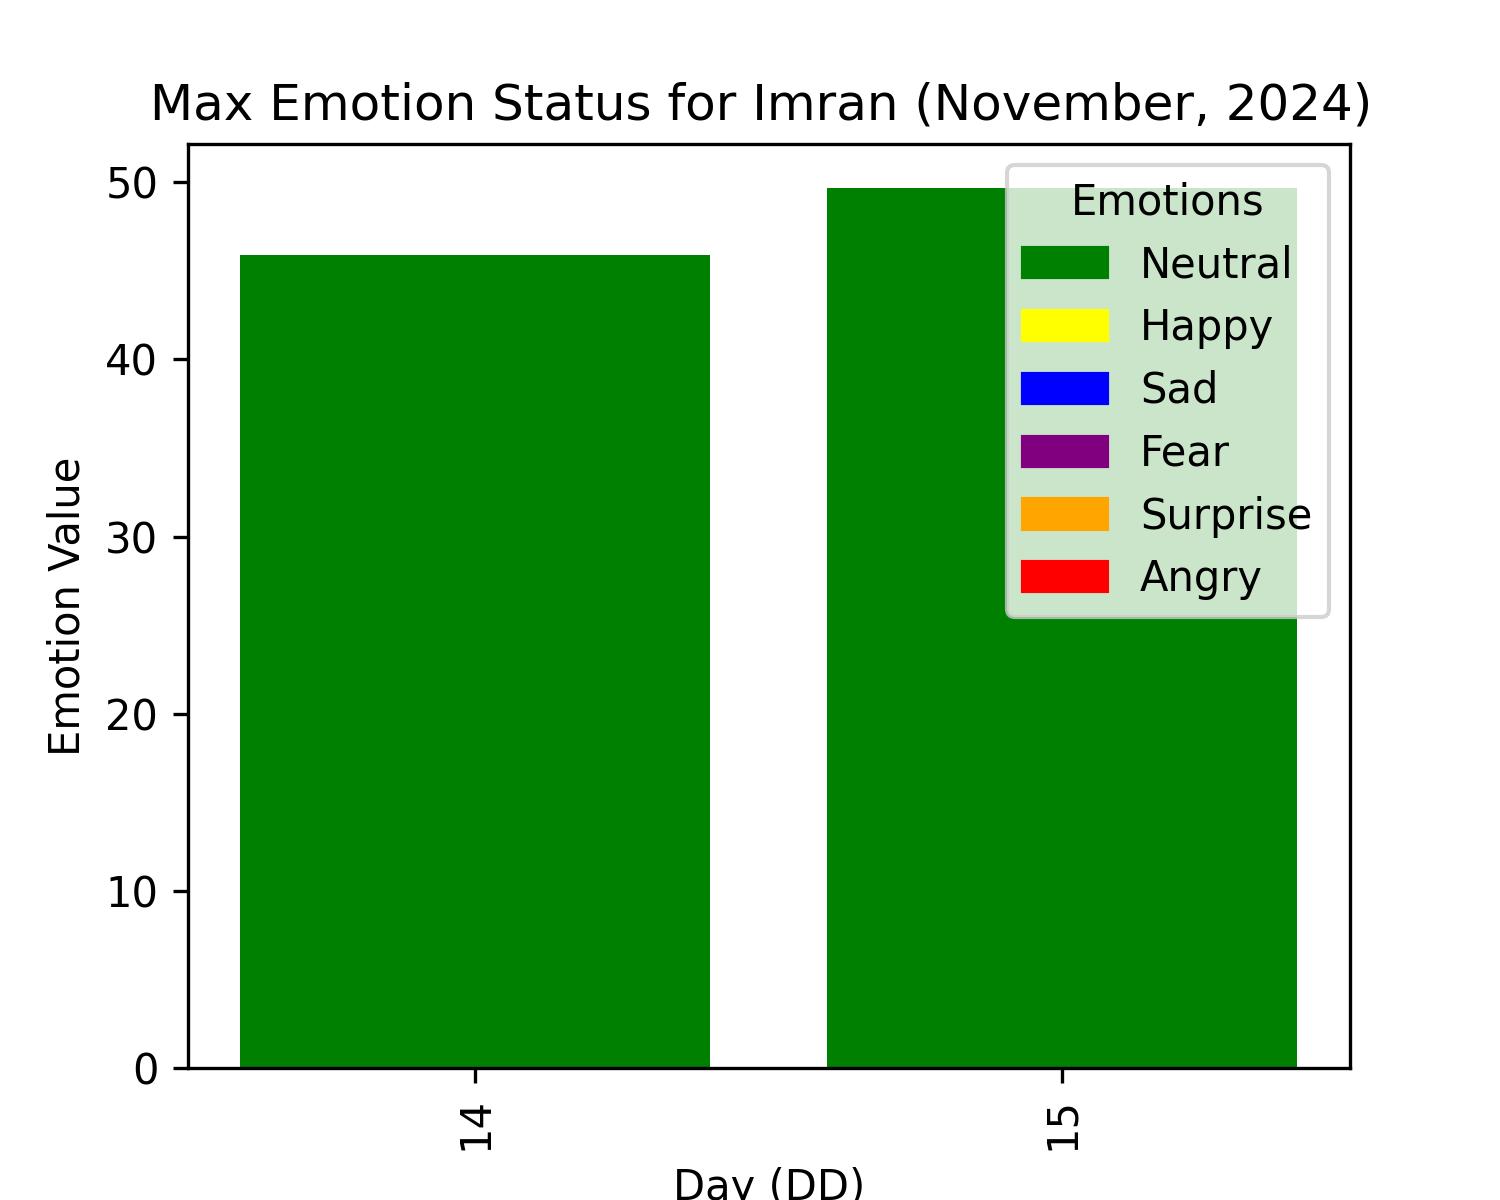 Max Emotion Status for Imran (November, 2024)
Emotions
Neutral
Happy
Sad
Fear
Surprise
Angry
Emotion Value
50
40
30
20
10
0
14
15
Day (DD)